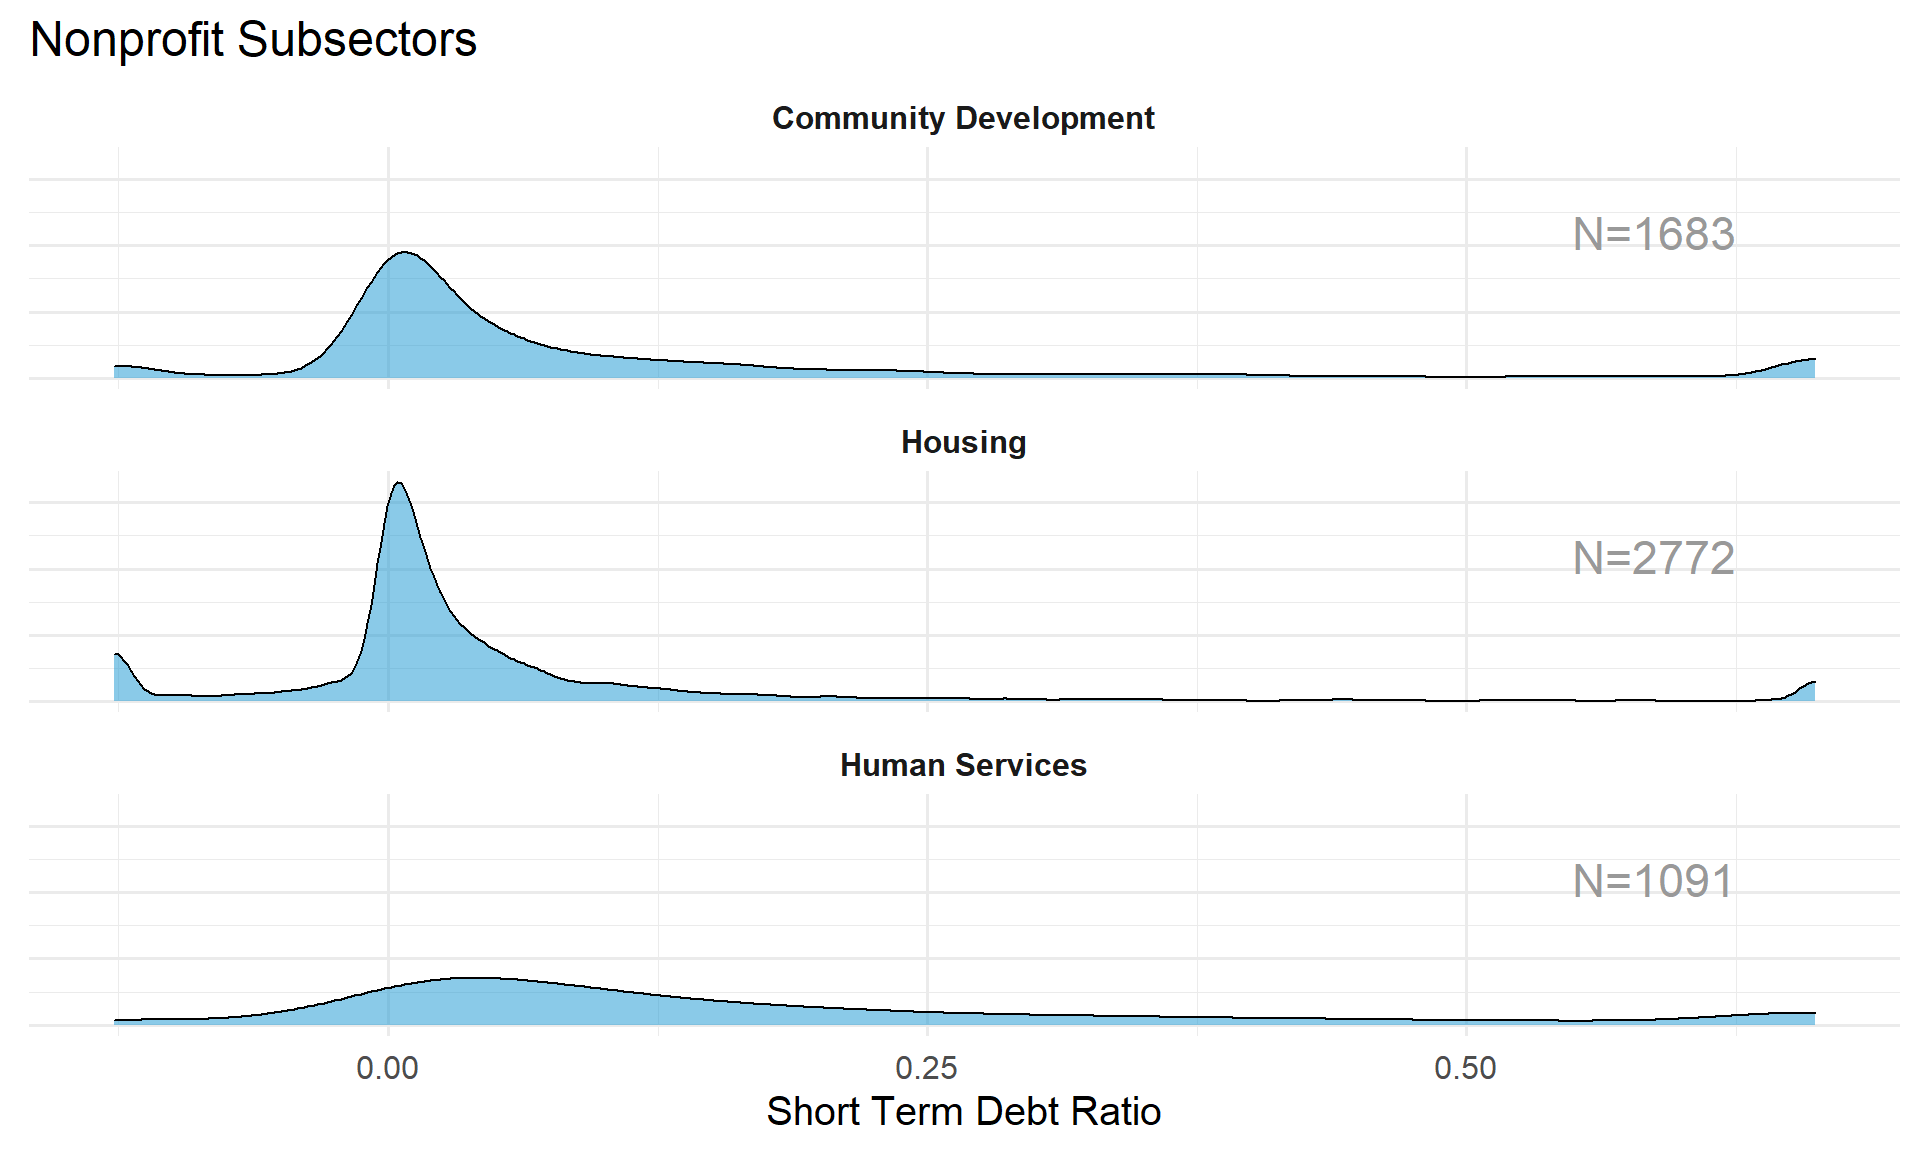 Nonprofit Subsectors
Community Development
N=1683
Housing
N=2772
Human Services
N=1091
0.00 0.25 0.50
Short Term Debt Ratio